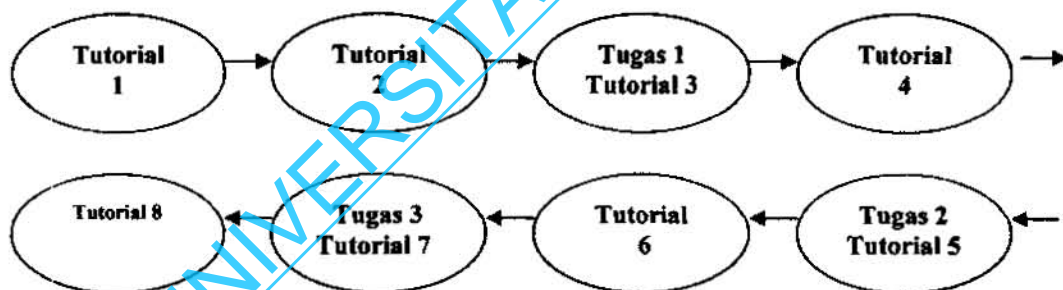 Tutorial
1
Tutorial
2
Tugas 1
Tutorial 3
Tutorial
4
Tugas 2
Tutorial 5
Tutorial
6
Tugas 3
Tutorial 7
Tutorial 8
UNIVERSITA